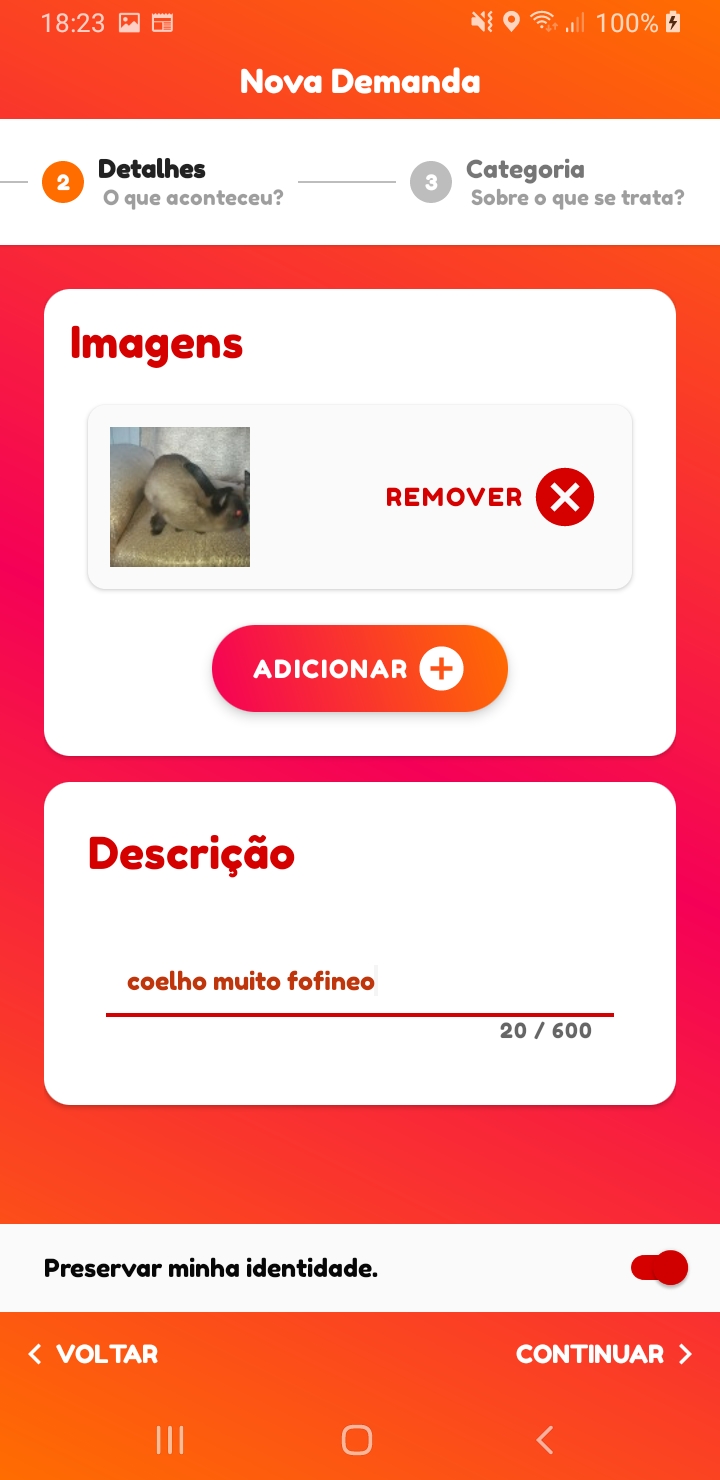 18:23 100%
Nova Demanda
2 Detalhes
O que aconteceu?
3 Categoria
Sobre o que se trata?
Imagens
REMOVER
ADICIONAR
Descrição
coelho muito fofineo
20 / 600
Preservar minha identidade.
VOLTAR CONTINUAR